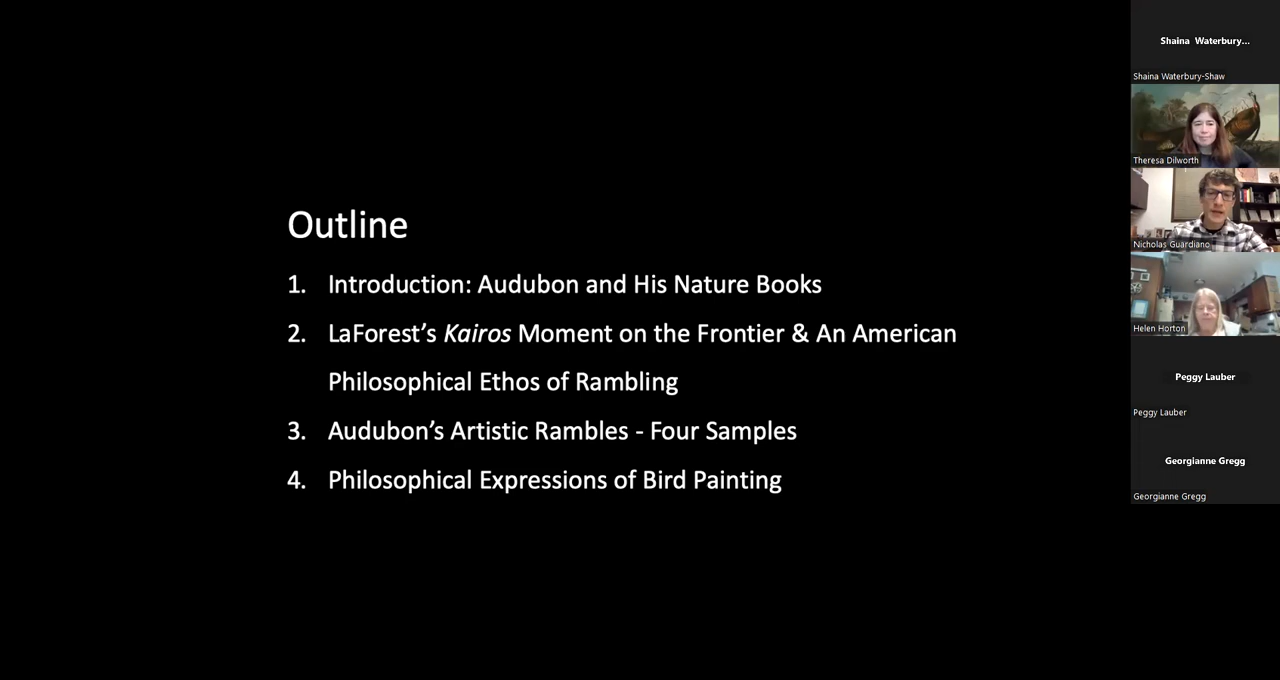 Outline
1. Introduction: Audubon and His Nature Books
2. LaForest’s Kairos Moment on the Frontier & An American
Philosophical Ethos of Rambling
3. Audubon’s Artistic Rambles - Four Samples
4. Philosophical Expressions of Bird Painting
Shaina Waterbury...
Shaina Waterbury-Shaw
Theresa Dilworth
Nicholas Guardiano
Helen Horton
Peggy Lauber
Peggy Lauber
Georgianne Gregg
Georgianne Gregg